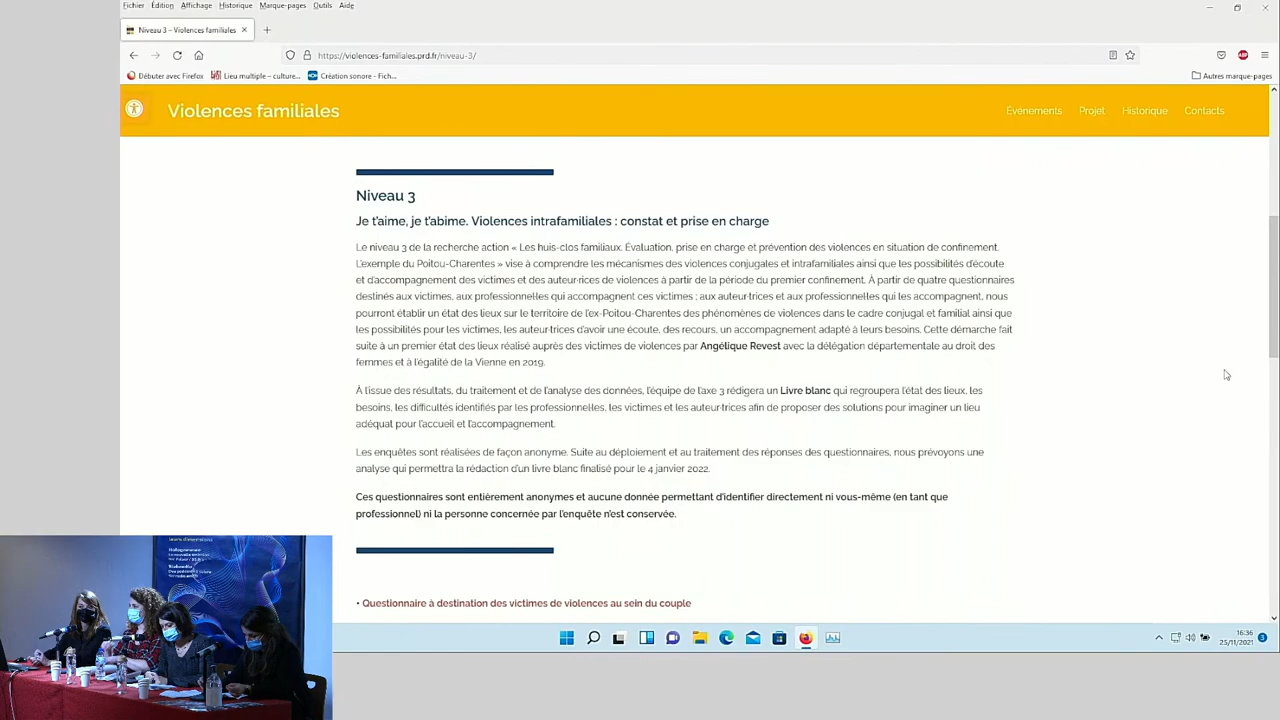 Fichier Édition Affichage Historique Marque-pages Outils Aide
Niveau 3 – Violences familiales
https://violences-familiales.prd.fr/niveau-3/
Débuter avec Firefox Lieu multiple – culture... Création sonore - Fich... Autres marque-pages
Violences familiales Événements Projet Historique Contacts
Niveau 3
Je t'aime, je t'abime. Violences intrafamiliales : constat et prise en charge
Le niveau 3 de la recherche action « Les huis-clos familiaux. Évaluation, prise en charge et prévention des violences en situation de confinement.
L'exemple du Poitou-Charentes » vise à comprendre les mécanismes des violences conjugales et intrafamiliales ainsi que les possibilités d'écoute
et d'accompagnement des victimes et des auteur·rices de violences à partir de la période du premier confinement. À partir de quatre questionnaires
destinés aux victimes, aux professionnel·les qui accompagnent ces victimes ; aux auteur·trices et aux professionnel·les qui les accompagnent, nous
pourront établir un état des lieux sur le territoire de l'ex-Poitou-Charentes des phénomènes de violences dans le cadre conjugal et familial ainsi que
les possibilités pour les victimes, les auteur·trices d'avoir une écoute, des recours, un accompagnement adapté à leurs besoins. Cette démarche fait
suite à un premier état des lieux réalisé auprès des victimes de violences par Angélique Revest avec la délégation départementale au droit des
femmes et à l'égalité de la Vienne en 2019.
À l'issue des résultats, du traitement et de l'analyse des données, l'équipe de l'axe 3 rédigera un Livre blanc qui regroupera l'état des lieux, les
besoins, les difficultés identifiés par les professionnel·les, les victimes et les auteur·trices afin de proposer des solutions pour imaginer un lieu
adéquat pour l'accueil et l'accompagnement.
Les enquêtes sont réalisées de façon anonyme. Suite au déploiement et au traitement des réponses des questionnaires, nous prévoyons une
analyse qui permettra la rédaction d'un livre blanc finalisé pour le 4 janvier 2022.
Ces questionnaires sont entièrement anonymes et aucune donnée permettant d'identifier directement ni vous-même (en tant que
professionnel) ni la personne concernée par l'enquête n'est conservée.
• Questionnaire à destination des victimes de violences au sein du couple
16:36
25/11/2021